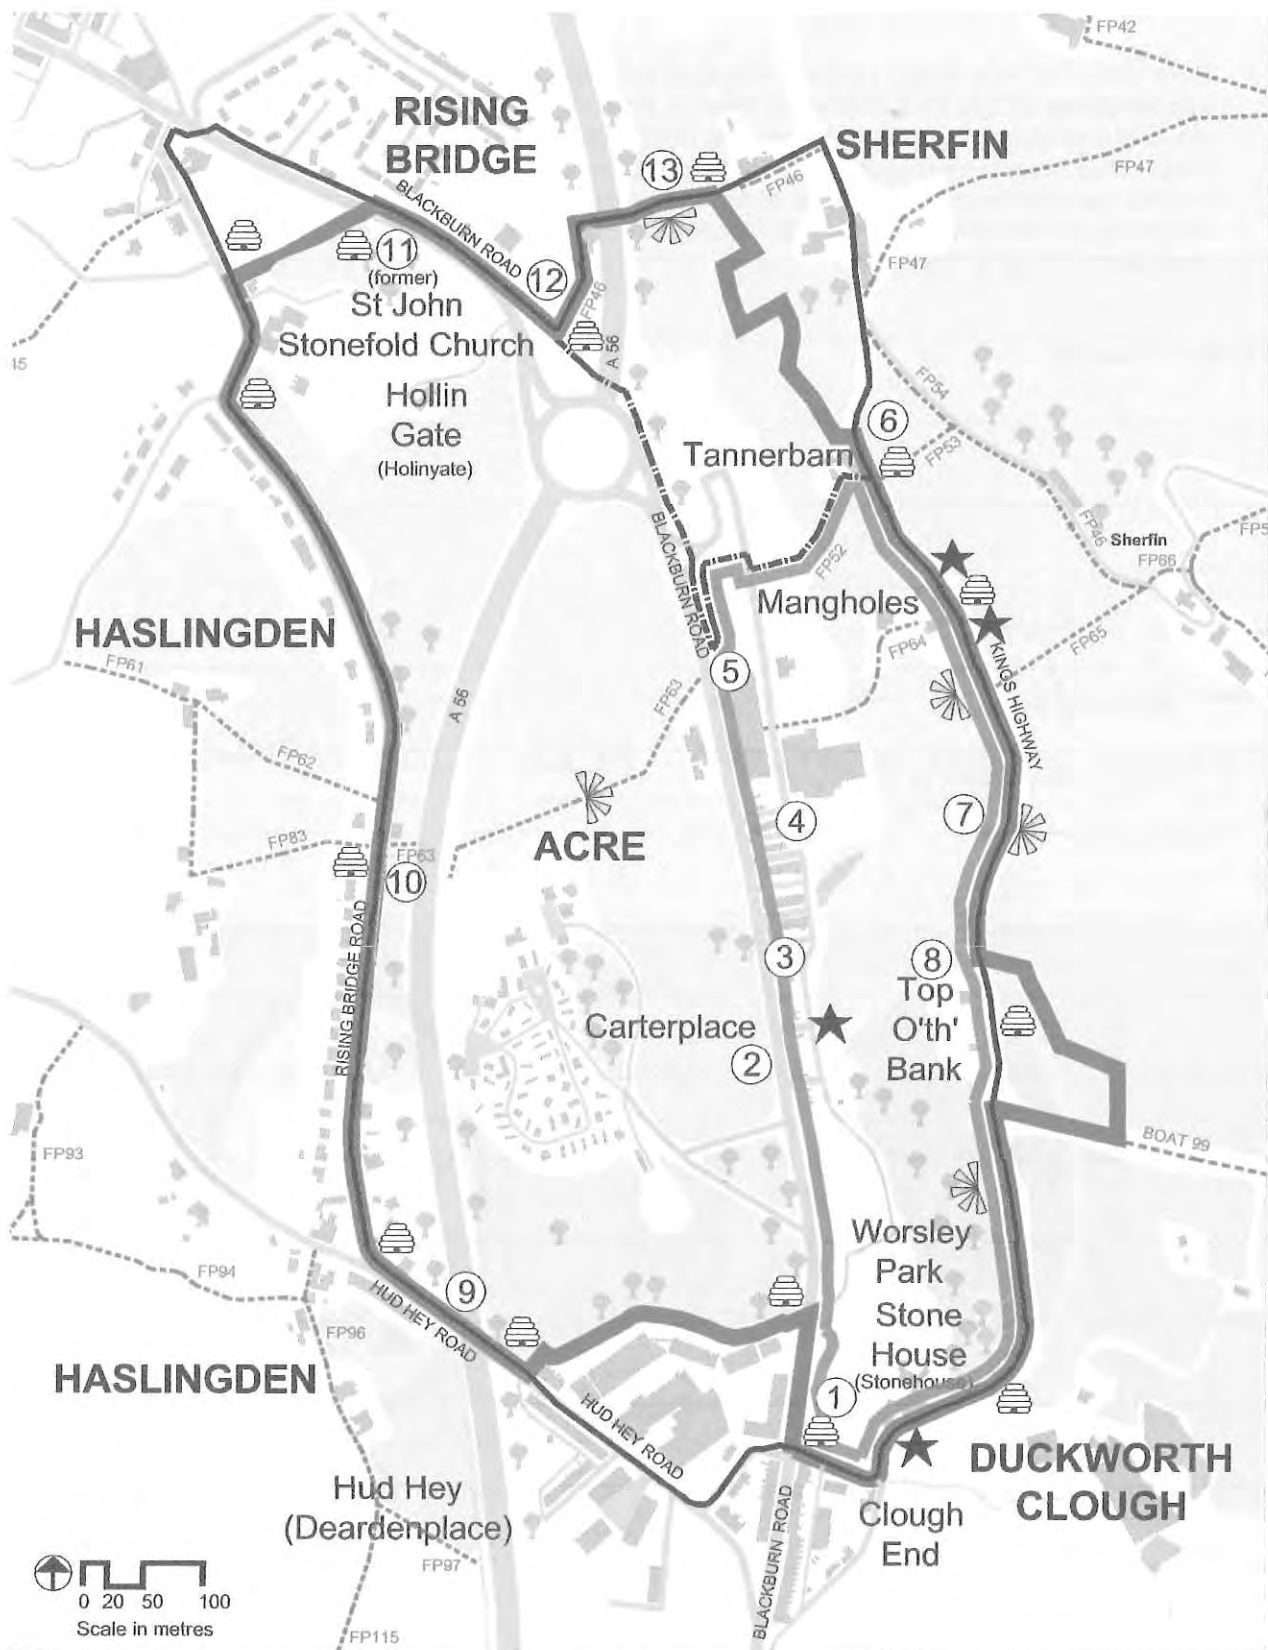 FP42
RISING
BRIDGE
SHERFIN
13
FP46
FP47
BLACKBURN ROAD
11
(former)
12
FP46
FP47
St John
Stonefold Church
A 56
15
Hollin
Gate
(Holinyate)
FP54
6
Tannerbarn
FP53
BLACKBURN ROAD
FP52
FP46
Sherfin
FP66
FP5
Mangholes
HASLINGDEN
FP61
FP64
FP65
KINGS HIGHWAY
5
FP63
A 56
FP62
4
7
ACRE
FP83
FP63
10
RISING BRIDGE ROAD
3
8
Top
O'th'
Bank
Carterplace
2
BOAT 99
FP93
Worsley
Park
FP94
9
HUD HEY ROAD
FP96
Stone
House
(Stonehouse)
HASLINGDEN
1
HUD HEY ROAD
DUCKWORTH
CLOUGH
Hud Hey
(Deardenplace)
BLACKBURN ROAD
Clough
End
FP97
0 20 50 100
Scale in metres
FP115